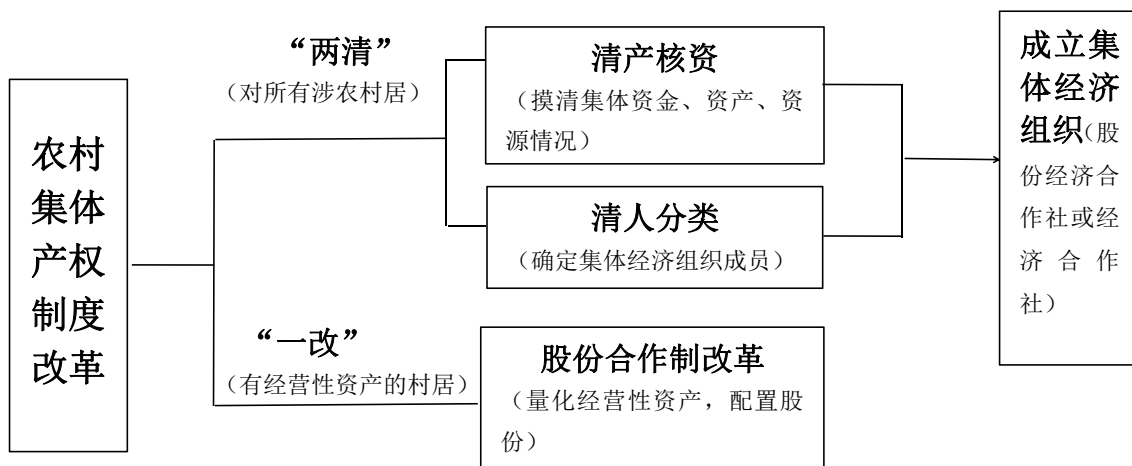 农村
集体
产权
制度
改革
“两清”
（对所有涉农村居）
清产核资
（摸清集体资金、资产、资
源情况）
清人分类
（确定集体经济组织成员）
“一改”
（有经营性资产的村居）
股份合作制改革
（量化经营性资产，配置股
份）
成立集
体经济
组织（股
份经济合
作社或经
济合作
社）